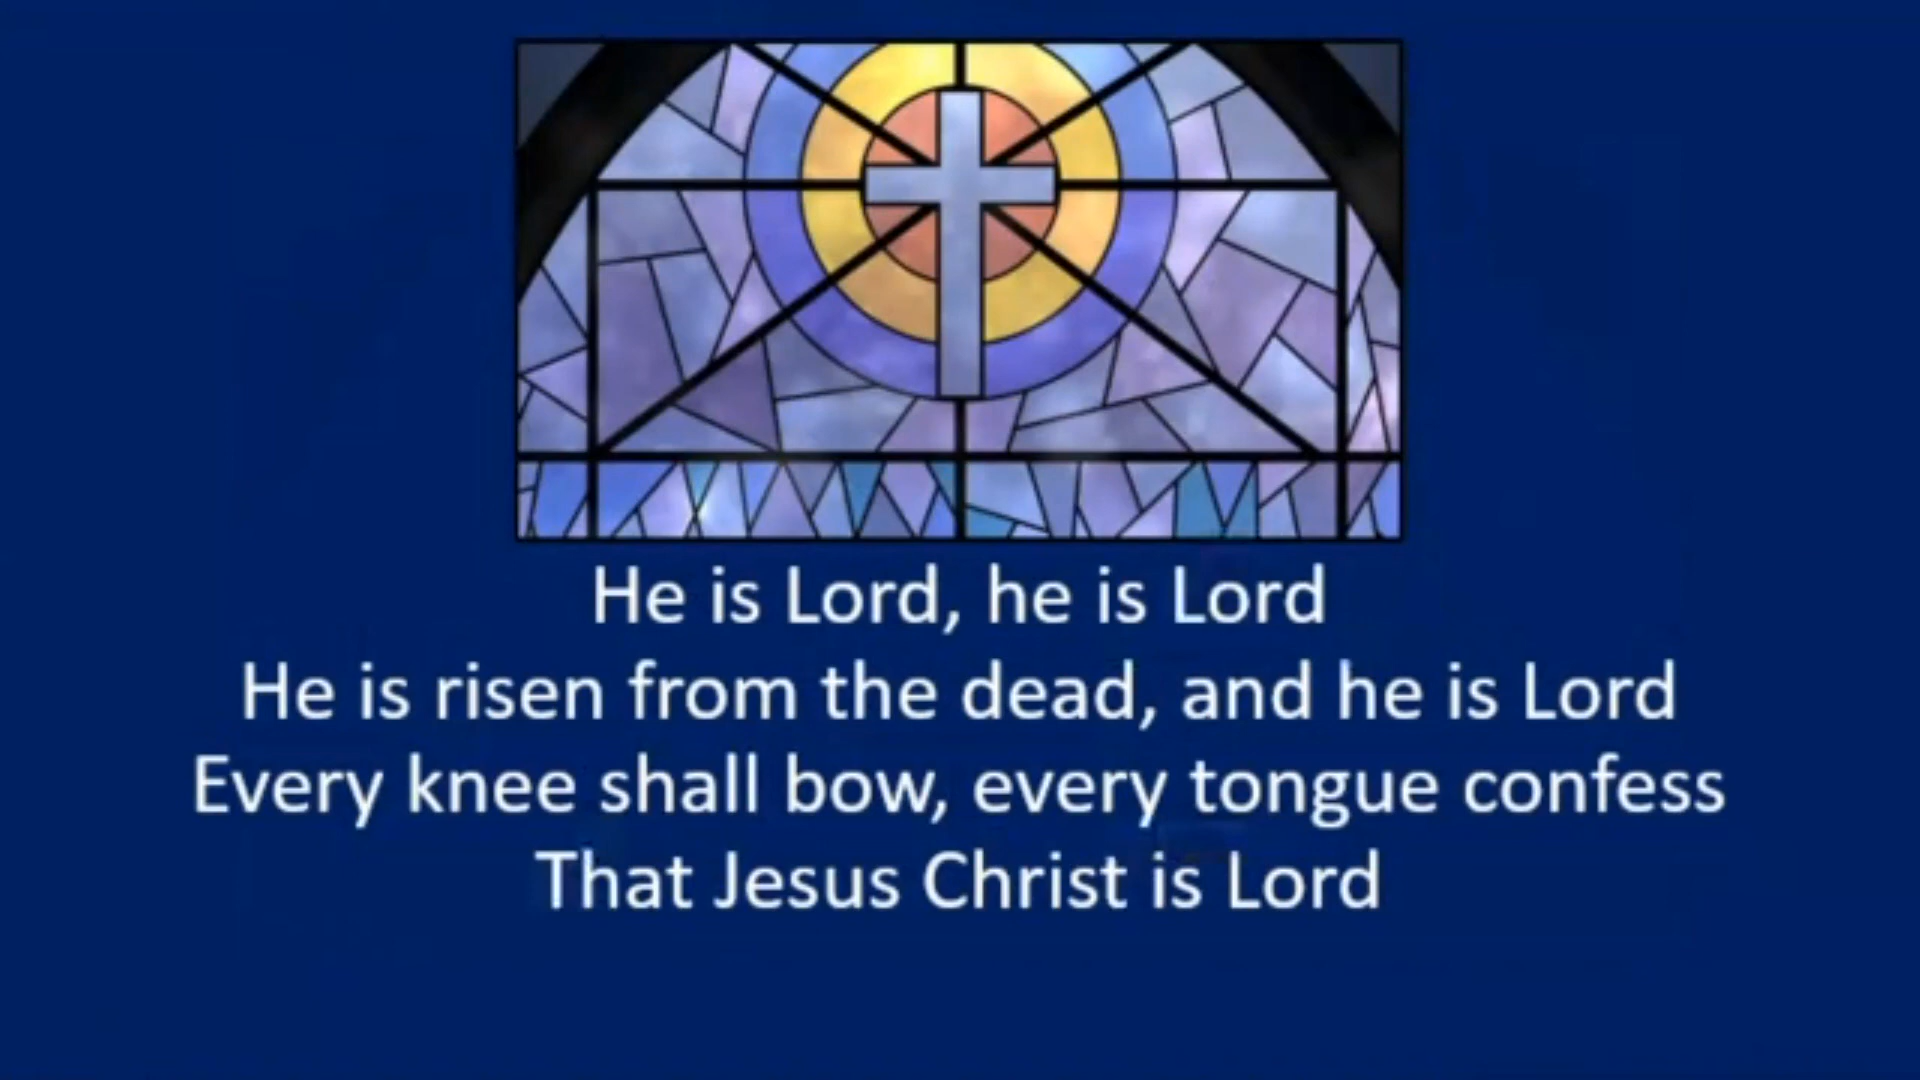 He is Lord, he is Lord
He is risen from the dead, and he is Lord
Every knee shall bow, every tongue confess
That Jesus Christ is Lord